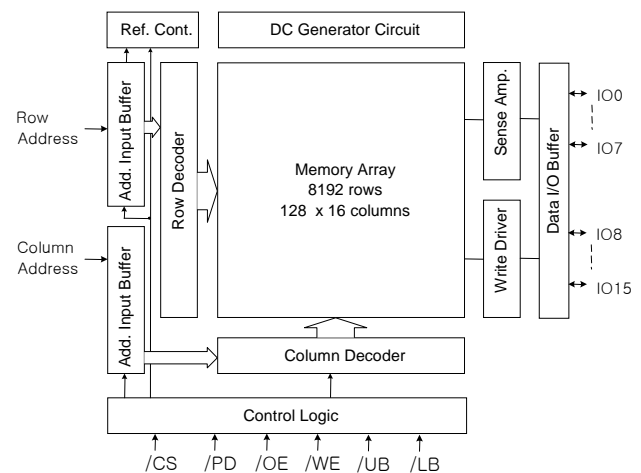 Ref. Cont.
DC Generator Circuit
Row
Address
Add. Input Buffer
Row Decoder
Memory Array
8192 rows
128 x 16 columns
Sense Amp.
Data I/O Buffer
IO0
IO7
Column
Address
Add. Input Buffer
Write Driver
IO8
IO15
Column Decoder
Control Logic
/CS
/PD
/OE
/WE
/UB
/LB